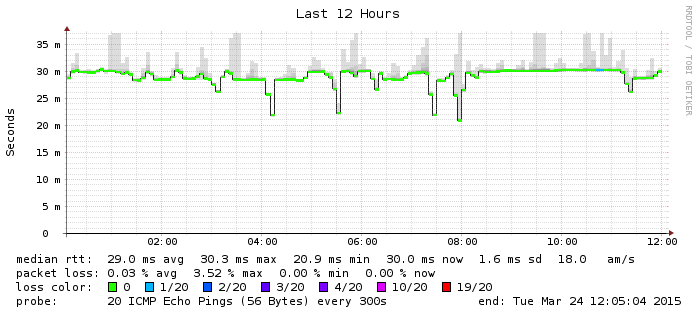 Last 12 Hours
RRDTOOL / TOBI OETIKER
Seconds
35 m
30 m
25 m
20 m
15 m
10 m
5 m
0
02:00 04:00 06:00 08:00 10:00 12:00
median rtt: 29.0 ms avg 30.3 ms max 20.9 ms min 30.0 ms now 1.6 ms sd 18.0 am/s
packet loss: 0.03 % avg 3.52 % max 0.00 % min 0.00 % now
loss color: 0 1/20 2/20 3/20 4/20 10/20 19/20
probe: 20 ICMP Echo Pings (56 Bytes) every 300s end: Tue Mar 24 12:05:04 2015